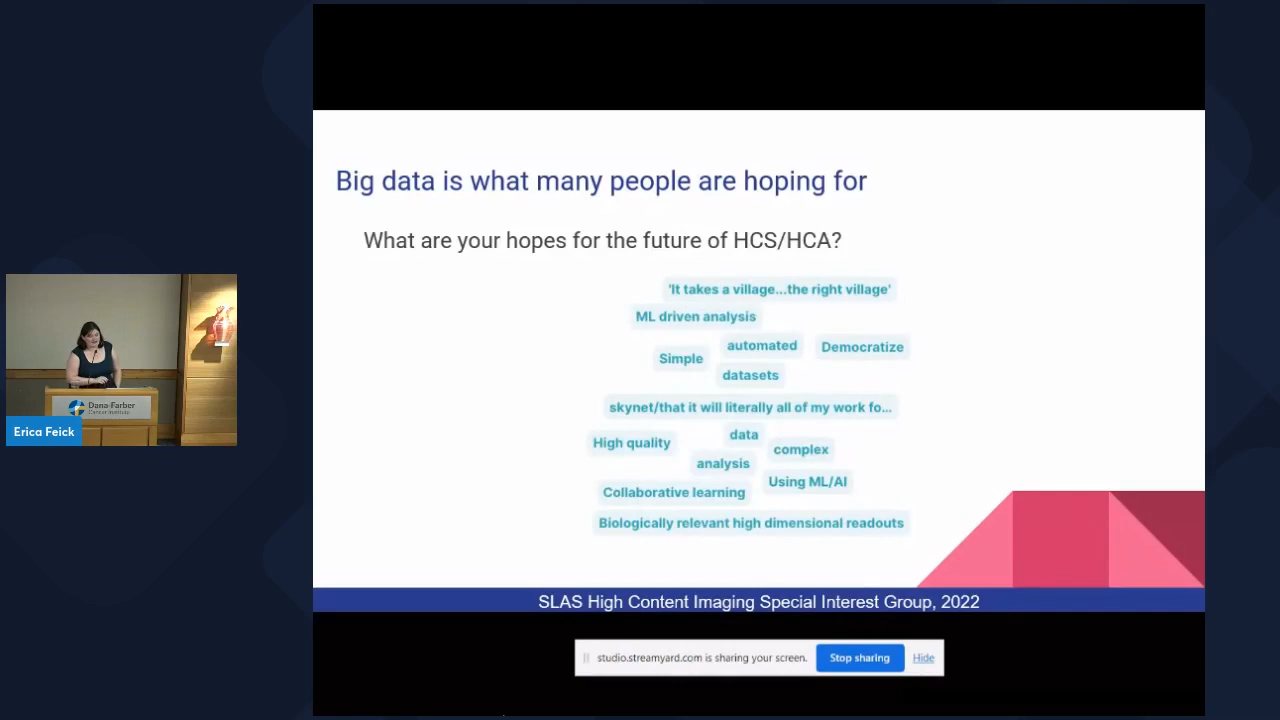 Big data is what many people are hoping for
What are your hopes for the future of HCS/HCA?
'It takes a village...the right village'
ML driven analysis
automated
Democratize
Simple
datasets
skynet/that it will literally all of my work fo...
data
High quality
complex
analysis
Using ML/AI
Collaborative learning
Biologically relevant high dimensional readouts
SLAS High Content Imaging Special Interest Group, 2022
Dana-Farber
Cancer Institute
Erica Feick
studio.streamyard.com is sharing your screen.
Stop sharing
Hide